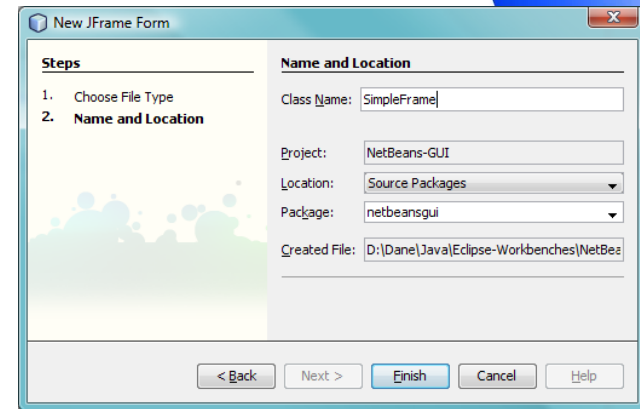 New JFrame Form
Steps
1. Choose File Type
2. Name and Location
Name and Location
Class Name: SimpleFrame
Project: NetBeans-GUI
Location: Source Packages
Package: netbeansgui
Created File: D:\Dane\Java\Eclipse-Workbenches\NetBea
< Back Next > Finish Cancel Help